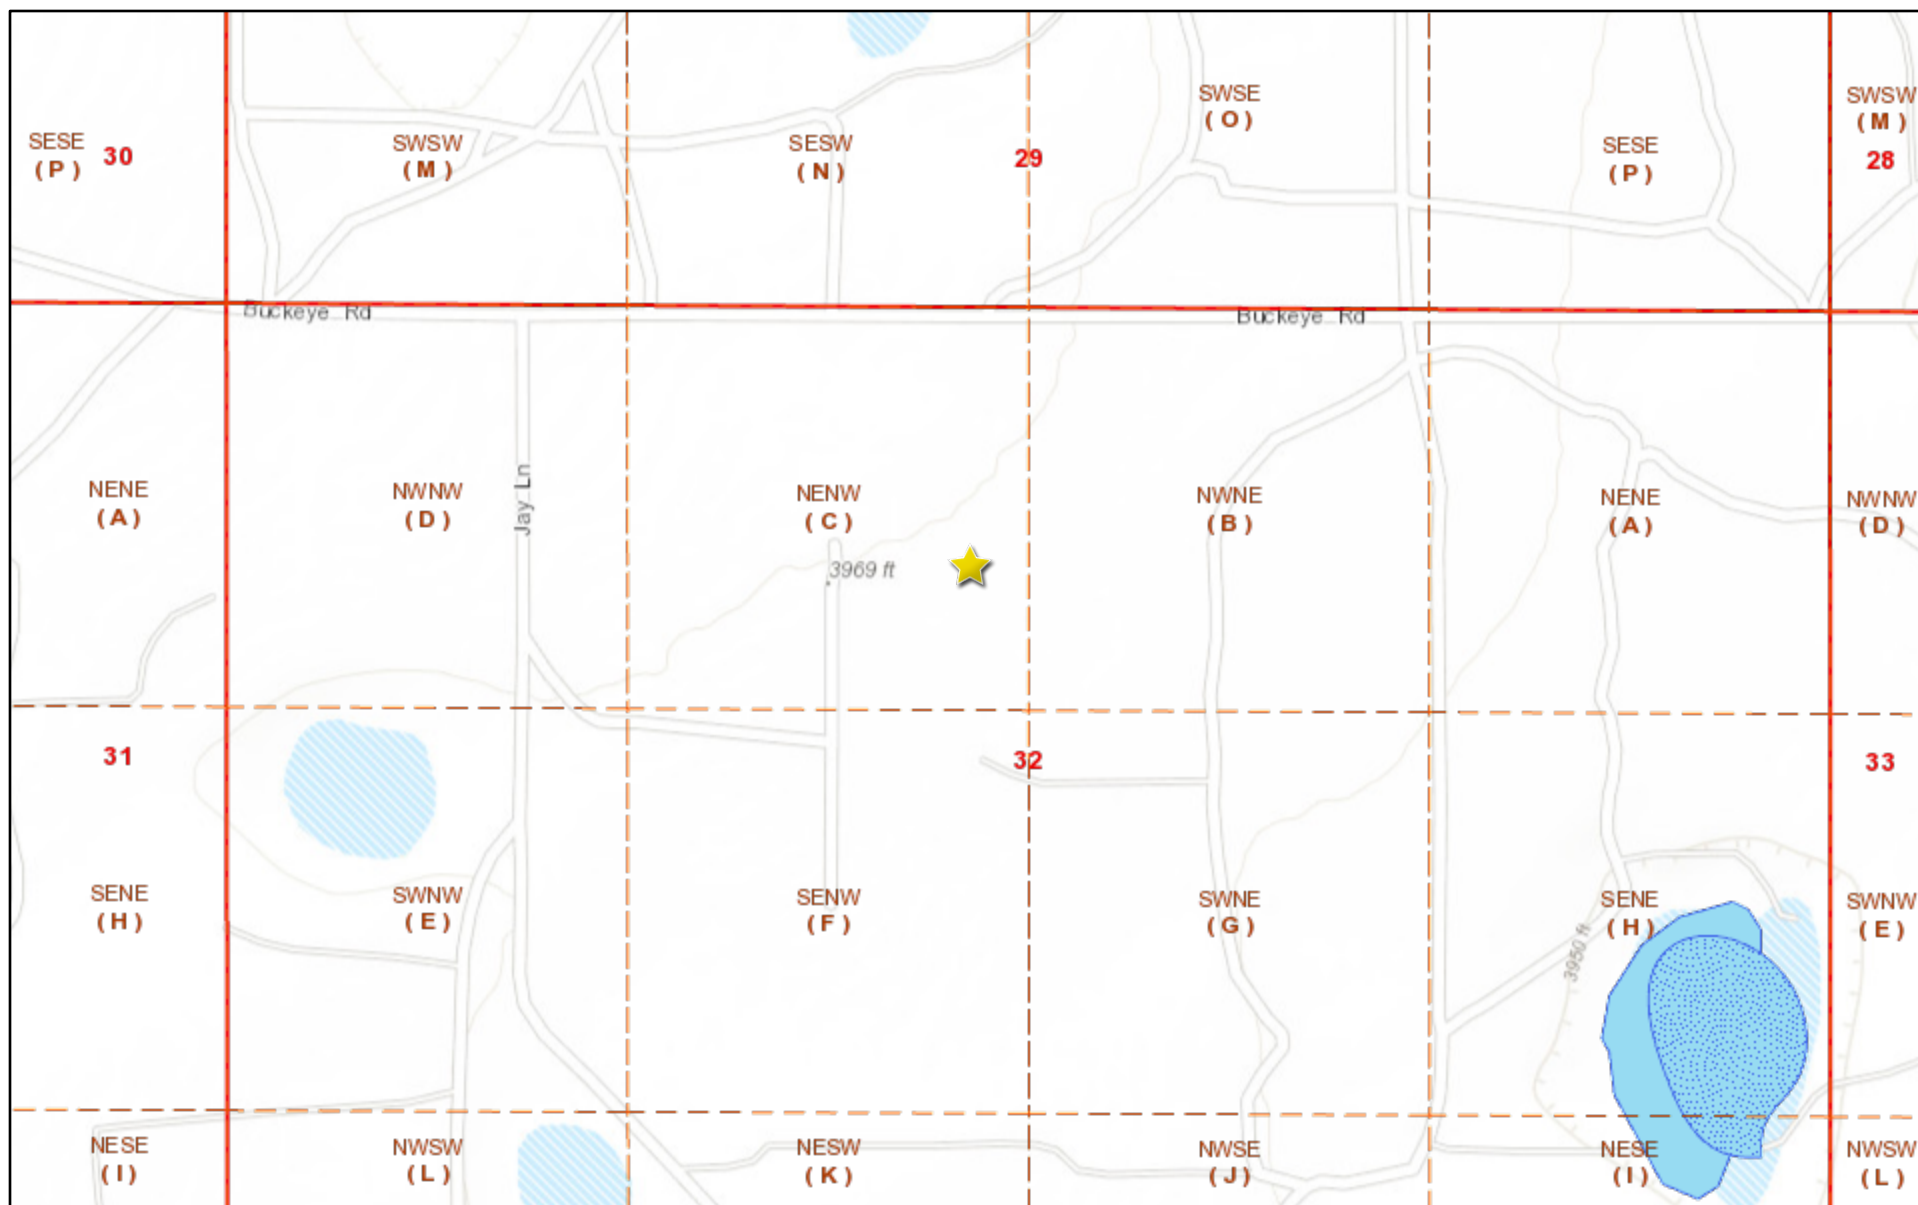 SWSE
(O)
SWSW
(M)
SESE
(P)
30
SWSW
(M)
SESW
(N)
29
SESE
(P)
28
Buckeye Rd
Buckeye Rd
NENE
(A)
NWNW
(D)
Jay Ln
NENW
(C)
NWNE
(B)
NENE
(A)
NWNW
(D)
3969 ft
31
32
33
SENE
(H)
SWNW
(E)
SENW
(F)
SWNE
(G)
SENE
(H)
SWNW
(E)
3950 ft
NESE
(I)
NWSW
(L)
NESW
(K)
NWSE
(J)
NESE
(I)
NWSW
(L)